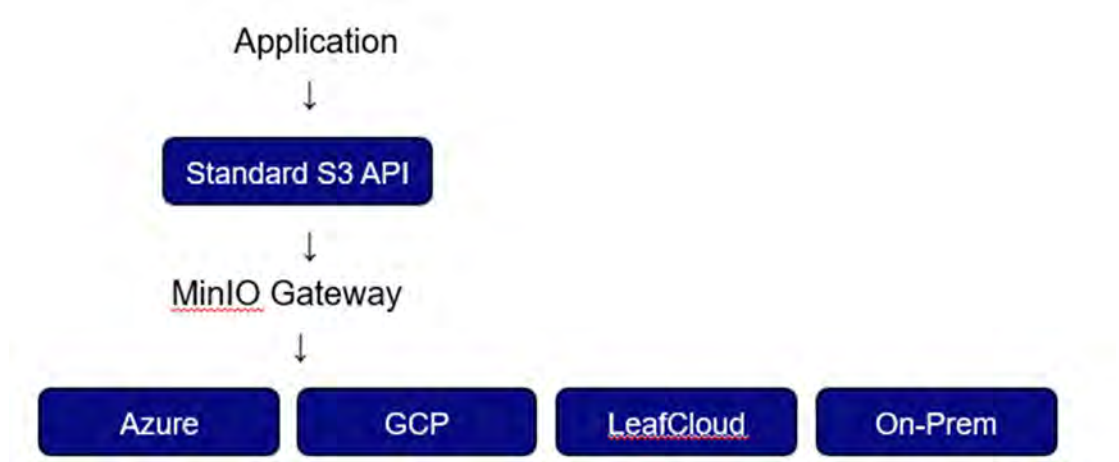 Application
↓
Standard S3 API
↓
MinIO Gateway
↓
Azure GCP LeafCloud On-Prem